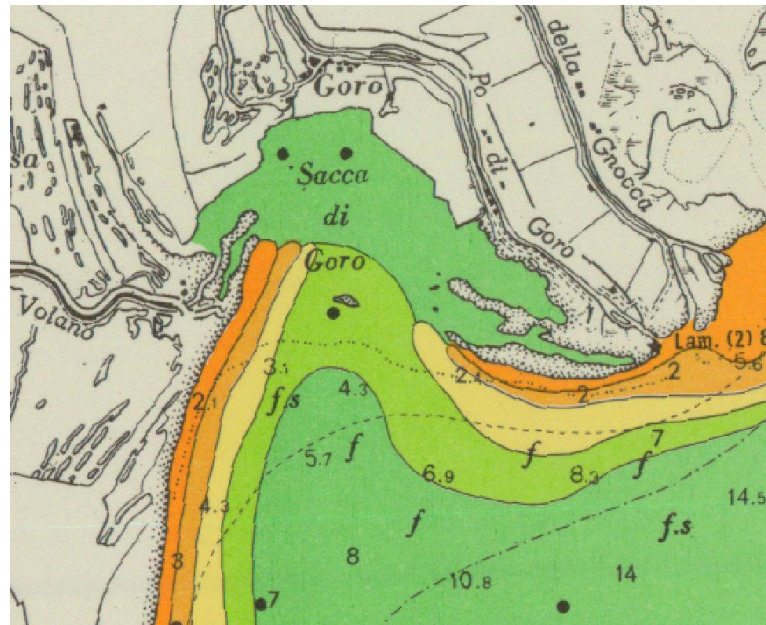 Goro
Po
di
Goro
della
Gnocca
sa
Sacca
di
Goro
Volano
Lam. (2) 8
5.6
3.1
2.4
2
2
2.1
4.3
f.s
7
f
f
f
5.7
6.9
8.3
14.5
4.3
f
f.s
8
14
3
10.8
7